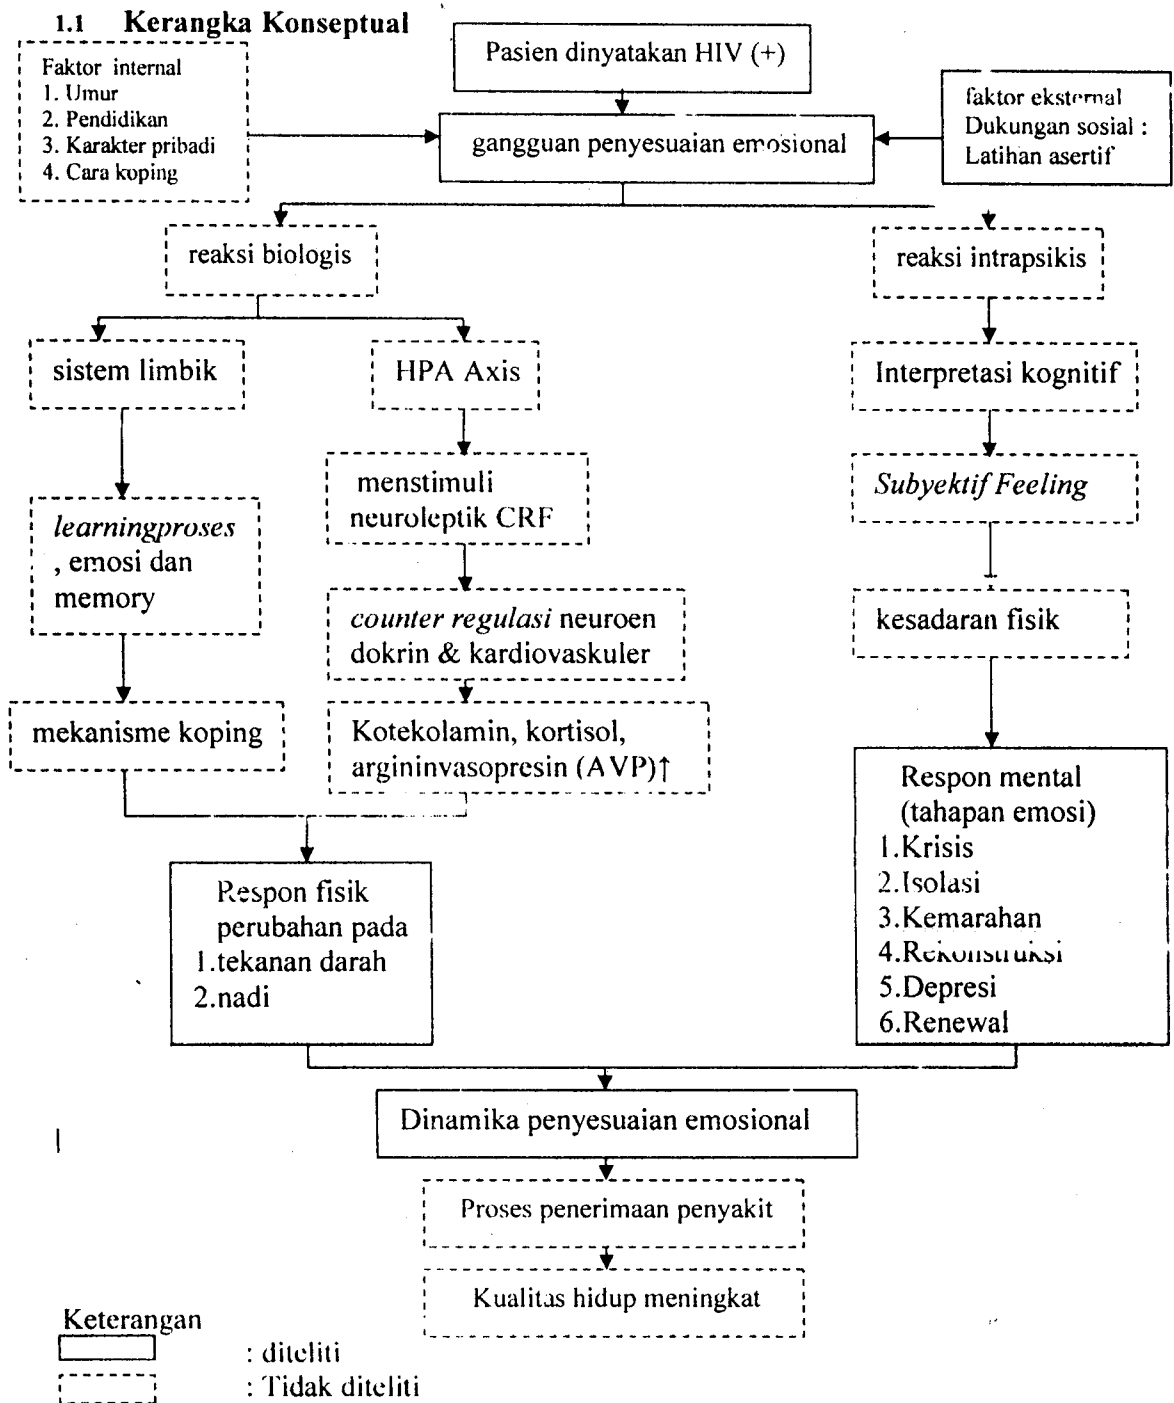 1.1 Kerangka Konseptual
Pasien dinyatakan HIV (+)
Faktor internal
1. Umur
2. Pendidikan
3. Karakter pribadi
4. Cara koping
gangguan penyesuaian emosional
faktor eksternal
Dukungan sosial :
Latihan asertif
reaksi biologis
reaksi intrapsikis
sistem limbik
HPA Axis
Interpretasi kognitif
menstimuli
neuroleptik CRF
Subyektif Feeling
learningproses
, emosi dan
memory
counter regulasi neuroen
dokrin & kardiovaskuler
kesadaran fisik
mekanisme koping
Kotekolamin, kortisol,
argininvasopresin (AVP)↑
Respon mental
(tahapan emosi)
1.Krisis
2.Isolasi
3.Kemarahan
4.Rekonstruksi
5.Depresi
6.Renewal
Respon fisik
perubahan pada
1.tekanan darah
2.nadi
Dinamika penyesuaian emosional
Proses penerimaan penyakit
Kualitas hidup meningkat
Keterangan
: diteliti
: Tidak diteliti